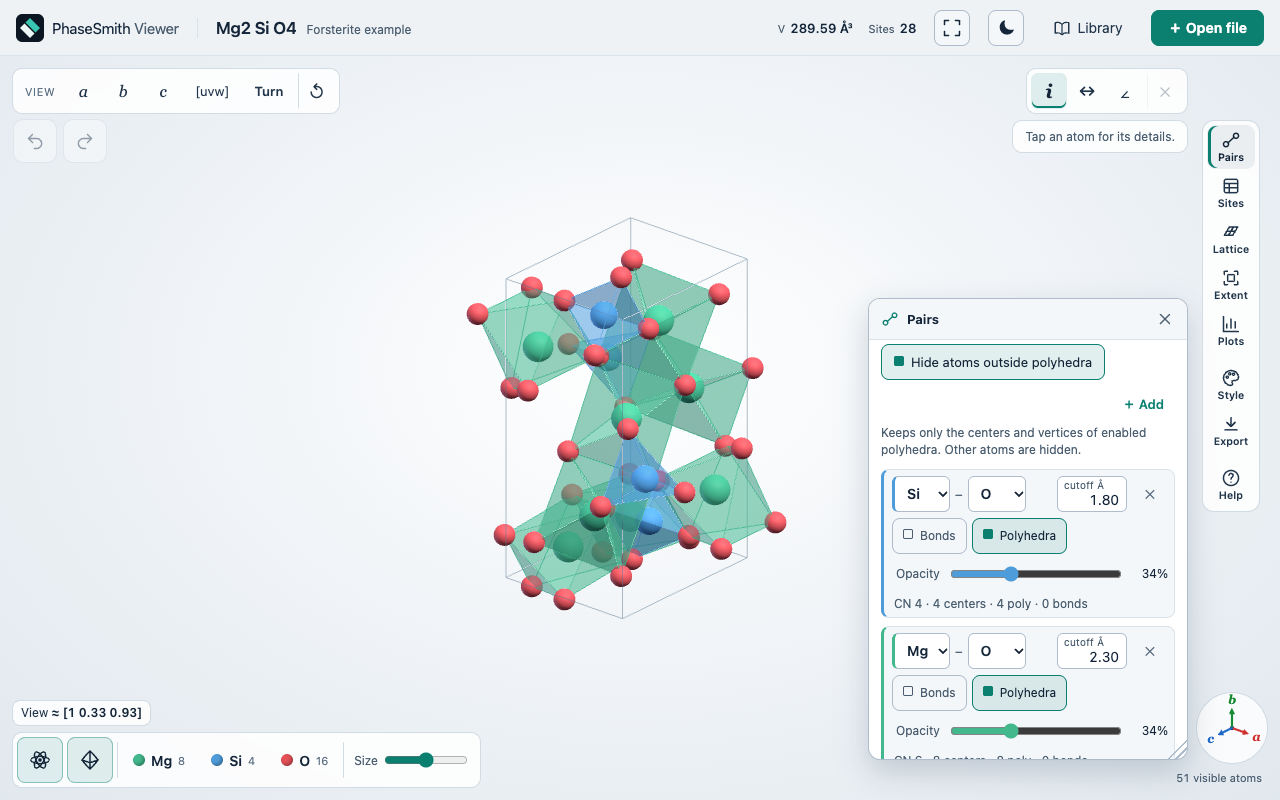 PhaseSmith Viewer
Mg2 Si O4 Forsterite example
V 289.59 Å³ Sites 28
Library
+ Open file
VIEW a b c [uvw] Turn
i
Tap an atom for its details.
Pairs
Sites
Lattice
Extent
Plots
Style
Export
Help
Pairs
Hide atoms outside polyhedra
+ Add
Keeps only the centers and vertices of enabled
polyhedra. Other atoms are hidden.
Si – O cutoff Å 1.80
Bonds Polyhedra
Opacity 34%
CN 4 · 4 centers · 4 poly · 0 bonds
Mg – O cutoff Å 2.30
Bonds Polyhedra
Opacity 34%
View ≈ [1 0.33 0.93]
Mg 8 Si 4 O 16 Size
b
c a
51 visible atoms